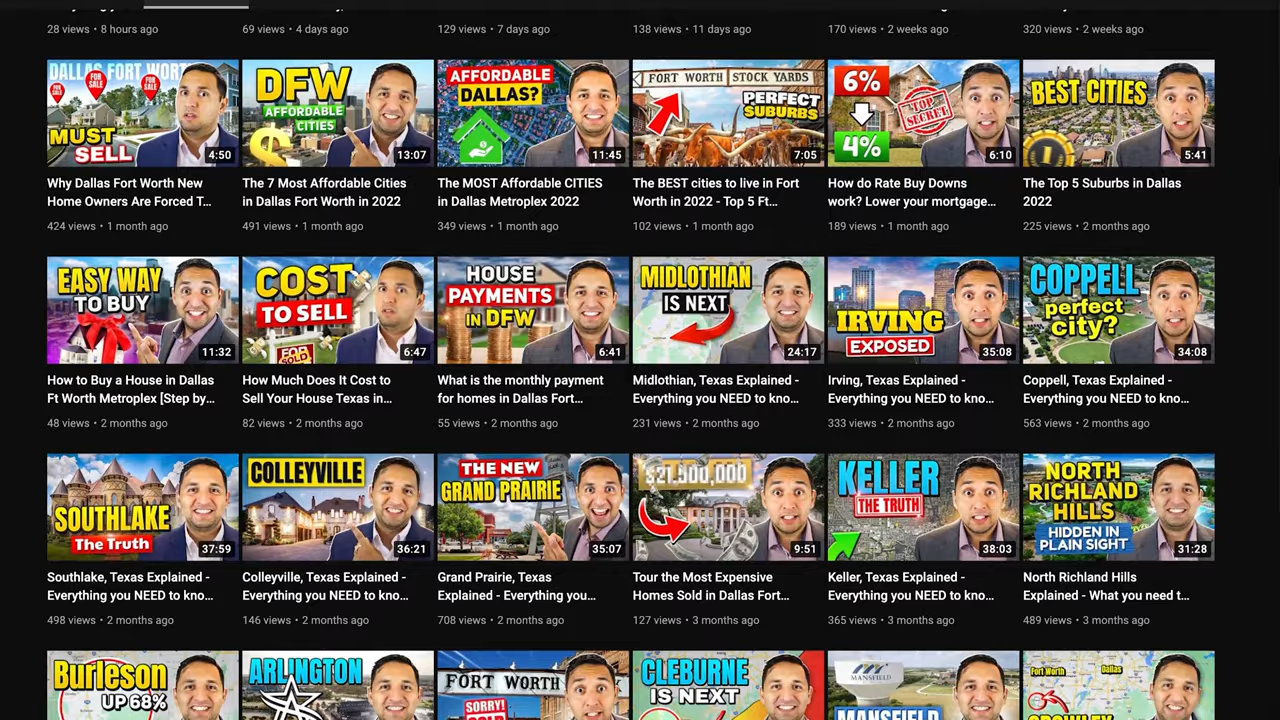 28 views • 8 hours ago
69 views • 4 days ago
129 views • 7 days ago
138 views • 11 days ago
170 views • 2 weeks ago
320 views • 2 weeks ago
DALLAS FORT WORTH
FOR SALE
FOR SALE
FOR SALE
MUST
SELL
4:50
DFW
AFFORDABLE
CITIES
$
13:07
AFFORDABLE
DALLAS?
11:45
FORT WORTH STOCK YARDS
PERFECT
SUBURBS
7:05
6%
4%
TOP
SECRET
6:10
BEST CITIES
1
5:41
Why Dallas Fort Worth New
Home Owners Are Forced T...
424 views • 1 month ago
The 7 Most Affordable Cities
in Dallas Fort Worth in 2022
491 views • 1 month ago
The MOST Affordable CITIES
in Dallas Metroplex 2022
349 views • 1 month ago
The BEST cities to live in Fort
Worth in 2022 - Top 5 Ft...
102 views • 1 month ago
How do Rate Buy Downs
work? Lower your mortgage...
189 views • 1 month ago
The Top 5 Suburbs in Dallas
2022
225 views • 2 months ago
EASY WAY
TO BUY
11:32
COST
TO SELL
FOR
SOLD
6:47
HOUSE
PAYMENTS
IN DFW
6:41
MIDLOTHIAN
IS NEXT
24:17
IRVING
EXPOSED
35:08
COPPELL
perfect
city?
34:08
How to Buy a House in Dallas
Ft Worth Metroplex [Step by...
48 views • 2 months ago
How Much Does It Cost to
Sell Your House Texas in...
82 views • 2 months ago
What is the monthly payment
for homes in Dallas Fort...
55 views • 2 months ago
Midlothian, Texas Explained -
Everything you NEED to kno...
231 views • 2 months ago
Irving, Texas Explained -
Everything you NEED to kno...
333 views • 2 months ago
Coppell, Texas Explained -
Everything you NEED to kno...
563 views • 2 months ago
SOUTHLAKE
The Truth
37:59
COLLEYVILLE
36:21
THE NEW
GRAND PRAIRIE
35:07
$21,500,000
9:51
KELLER
THE TRUTH
38:03
NORTH
RICHLAND
HILLS
HIDDEN IN
PLAIN SIGHT
31:28
Southlake, Texas Explained -
Everything you NEED to kno...
498 views • 2 months ago
Colleyville, Texas Explained -
Everything you NEED to kno...
146 views • 2 months ago
Grand Prairie, Texas
Explained - Everything you...
708 views • 2 months ago
Tour the Most Expensive
Homes Sold in Dallas Fort...
127 views • 3 months ago
Keller, Texas Explained -
Everything you NEED to kno...
365 views • 3 months ago
North Richland Hills
Explained - What you need t...
489 views • 3 months ago
Burleson
UP 68%
ARLINGTON
FORT WORTH
SORRY!
SOLD
CLEBURNE
IS NEXT
MANSFIELD
MANSFIELD
Fort Worth
Dallas
CROWLEY